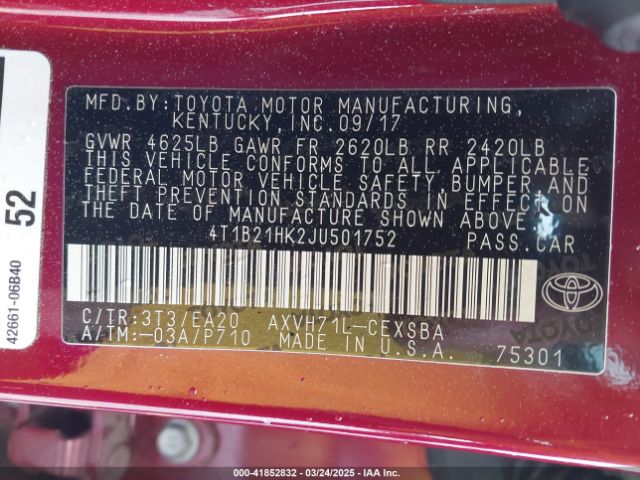 MFD. BY: TOYOTA MOTOR MANUFACTURING,
KENTUCKY, INC. 09/17
GVWR 4625LB GAWR FR 2620LB RR 2420LB
THIS VEHICLE CONFORMS TO ALL APPLICABLE
FEDERAL MOTOR VEHICLE SAFETY, BUMPER, AND
THEFT PREVENTION STANDARDS IN EFFECT ON
THE DATE OF MANUFACTURE SHOWN ABOVE.
4T1B21HK2JU501752 PASS. CAR
C/TR:3T3/EA20 AXVH71L-CEXSBA
A/TM:-03A/P710 MADE IN U.S.A. 75301
TOYOTA
52
42661-06B40
000-41852832 - 03/24/2025 - IAA Inc.